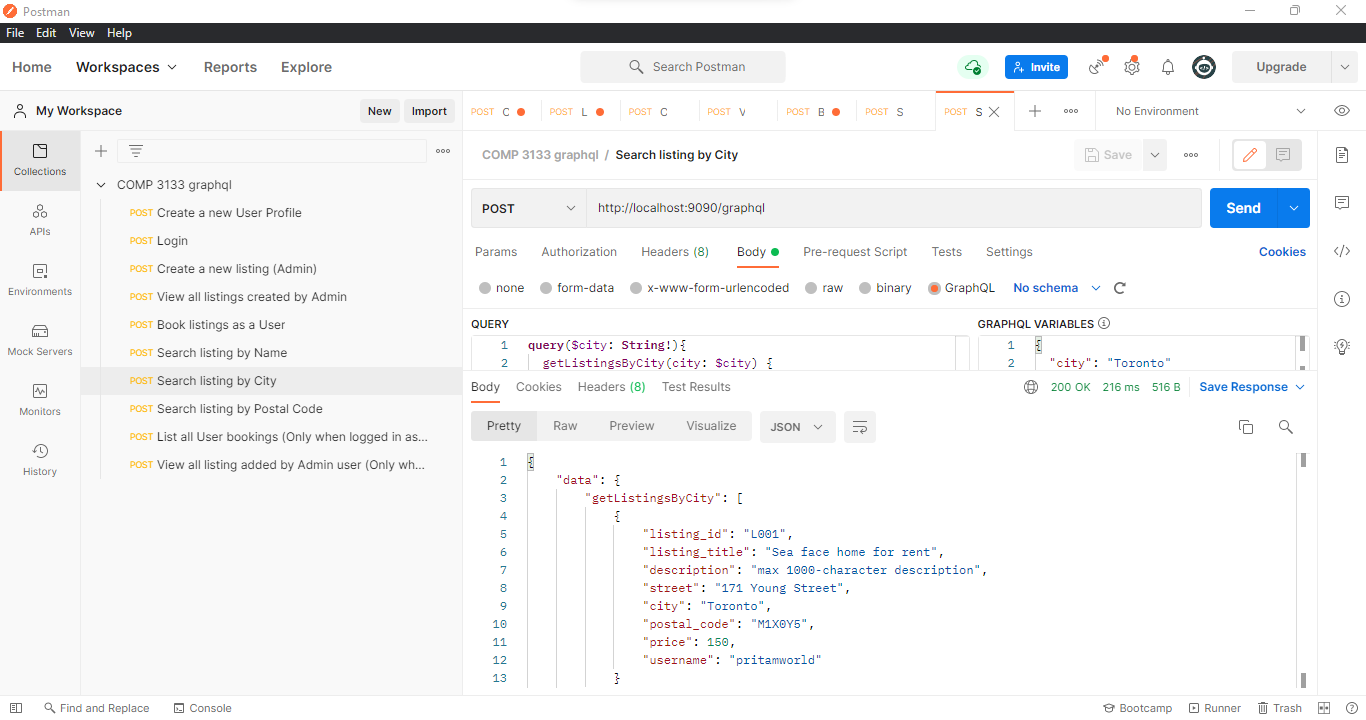 Postman
File Edit View Help
Home Workspaces Reports Explore Search Postman Invite Upgrade
My Workspace New Import
POST C POST L POST C POST V POST B POST S POST S No Environment
Collections
APIs
Environments
Mock Servers
Monitors
History
COMP 3133 graphql
POST Create a new User Profile
POST Login
POST Create a new listing (Admin)
POST View all listings created by Admin
POST Book listings as a User
POST Search listing by Name
POST Search listing by City
POST Search listing by Postal Code
POST List all User bookings (Only when logged in as...
POST View all listing added by Admin user (Only wh...
COMP 3133 graphql / Search listing by City Save
POST http://localhost:9090/graphql Send
Params Authorization Headers (8) Body Pre-request Script Tests Settings Cookies
none form-data x-www-form-urlencoded raw binary GraphQL No schema
QUERY
1 query($city: String!){
2 getListingsByCity(city: $city) {
GRAPHQL VARIABLES
1 {
2 "city": "Toronto"
Body Cookies Headers (8) Test Results 200 OK 216 ms 516 B Save Response
Pretty Raw Preview Visualize JSON
1 {
2 "data": {
3 "getListingsByCity": [
4 {
5 "listing_id": "L001",
6 "listing_title": "Sea face home for rent",
7 "description": "max 1000-character description",
8 "street": "171 Young Street",
9 "city": "Toronto",
10 "postal_code": "M1X0Y5",
11 "price": 150,
12 "username": "pritamworld"
13 }
Find and Replace Console Bootcamp Runner Trash